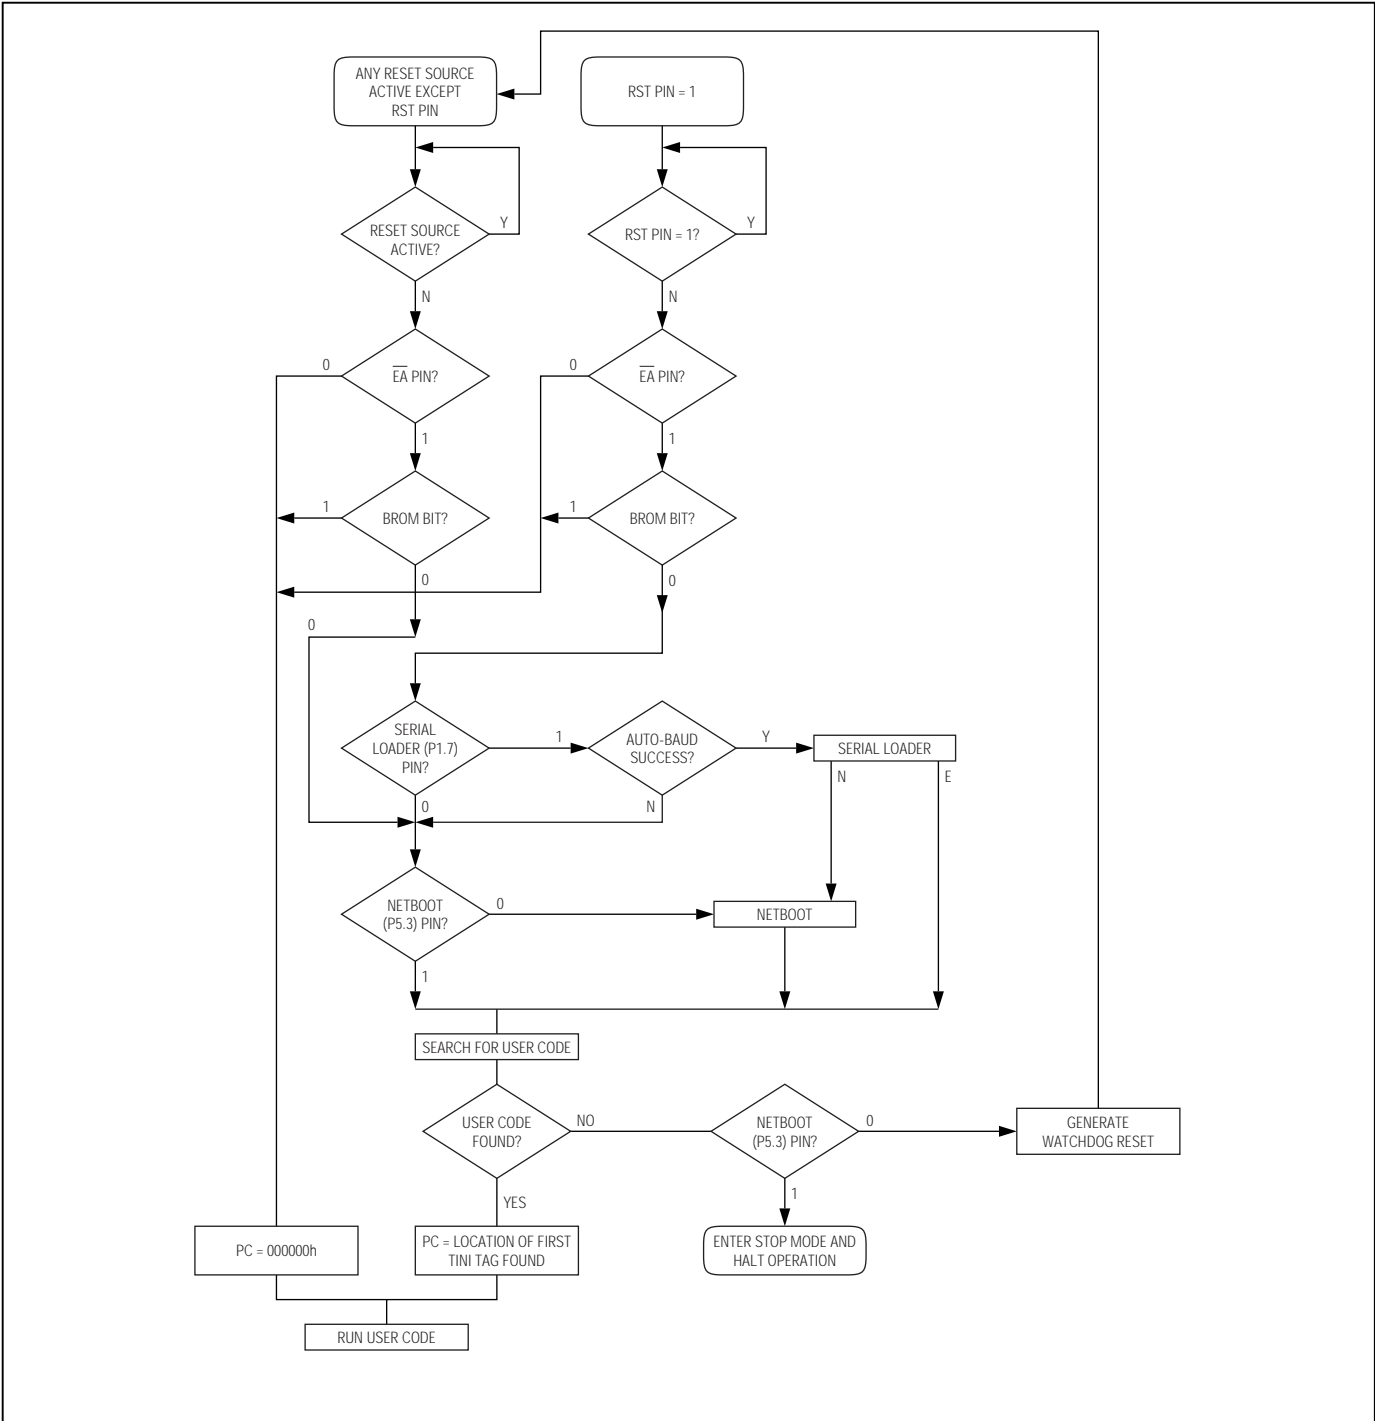 ANY RESET SOURCE
ACTIVE EXCEPT
RST PIN
RST PIN = 1
RESET SOURCE
ACTIVE?
Y
RST PIN = 1?
Y
N
N
0
E̅A̅ PIN?
0
E̅A̅ PIN?
1
1
1
BROM BIT?
1
BROM BIT?
0
0
0
SERIAL
LOADER (P1.7)
PIN?
1
AUTO-BAUD
SUCCESS?
Y
SERIAL LOADER
N
E
0
N
NETBOOT
(P5.3) PIN?
0
NETBOOT
1
SEARCH FOR USER CODE
USER CODE
FOUND?
NO
NETBOOT
(P5.3) PIN?
0
GENERATE
WATCHDOG RESET
YES
1
PC = 000000h
PC = LOCATION OF FIRST
TINI TAG FOUND
ENTER STOP MODE AND
HALT OPERATION
RUN USER CODE